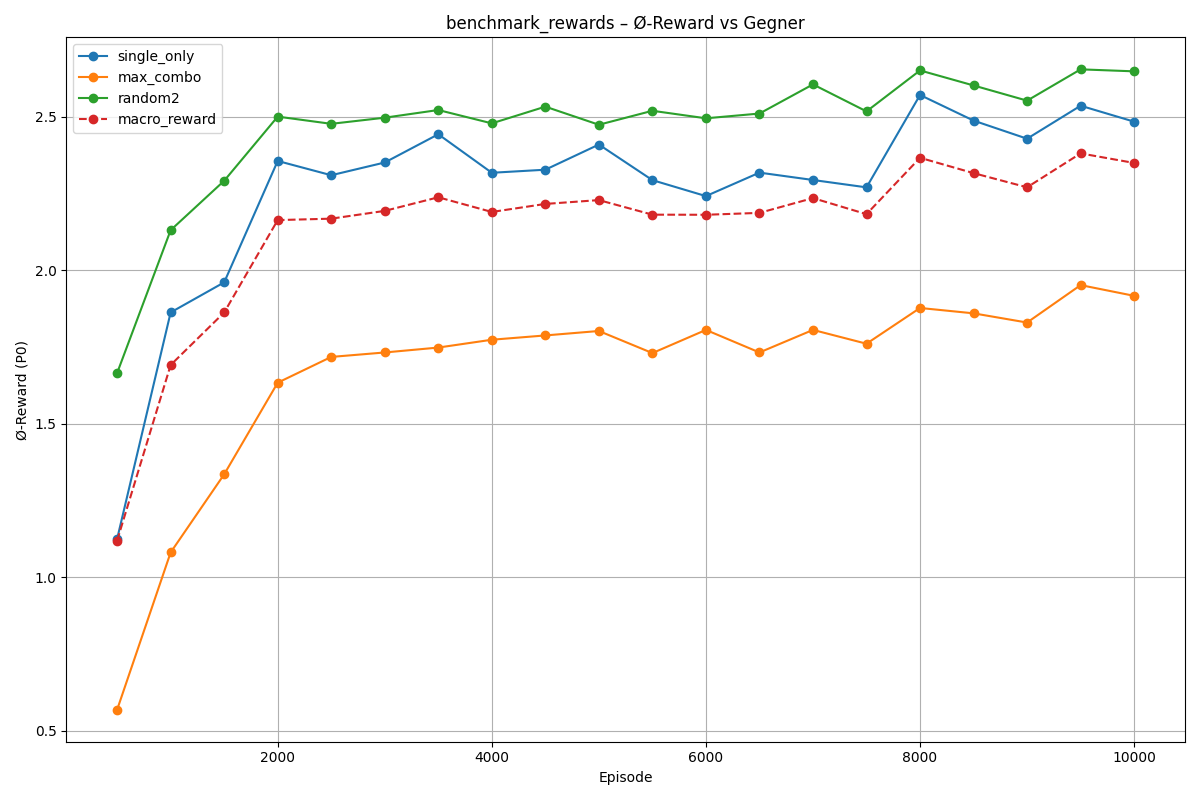 benchmark_rewards – Ø-Reward vs Gegner
single_only
max_combo
random2
macro_reward
Ø-Reward (P0)
2.5
2.0
1.5
1.0
0.5
2000 4000 6000 8000 10000
Episode